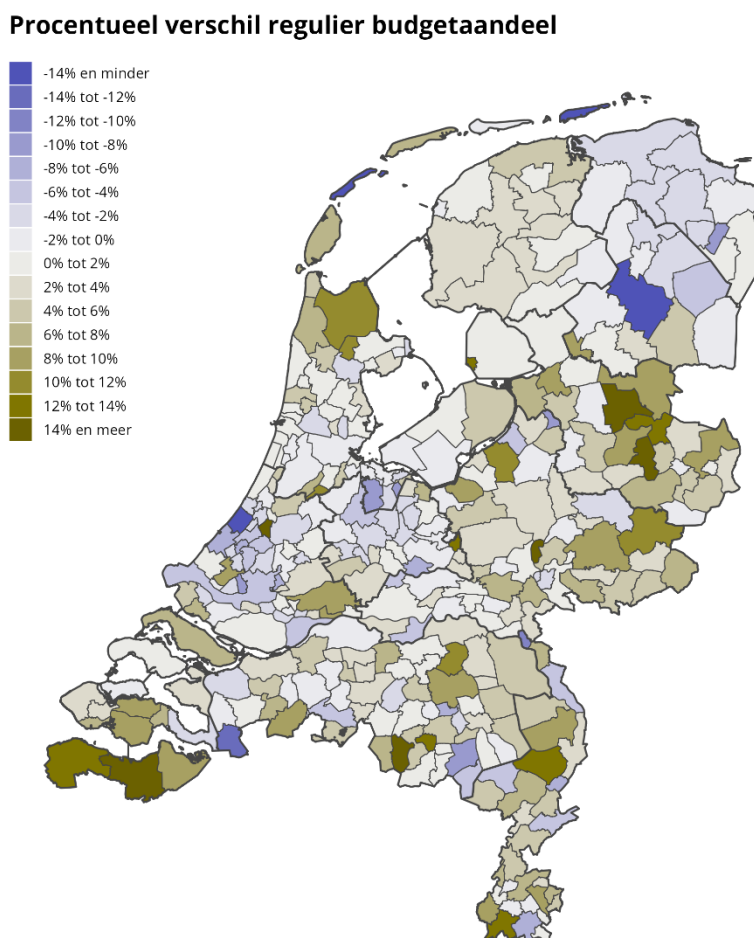 Procentueel verschil regulier budgetaandeel
-14% en minder
-14% tot -12%
-12% tot -10%
-10% tot -8%
-8% tot -6%
-6% tot -4%
-4% tot -2%
-2% tot 0%
0% tot 2%
2% tot 4%
4% tot 6%
6% tot 8%
8% tot 10%
10% tot 12%
12% tot 14%
14% en meer